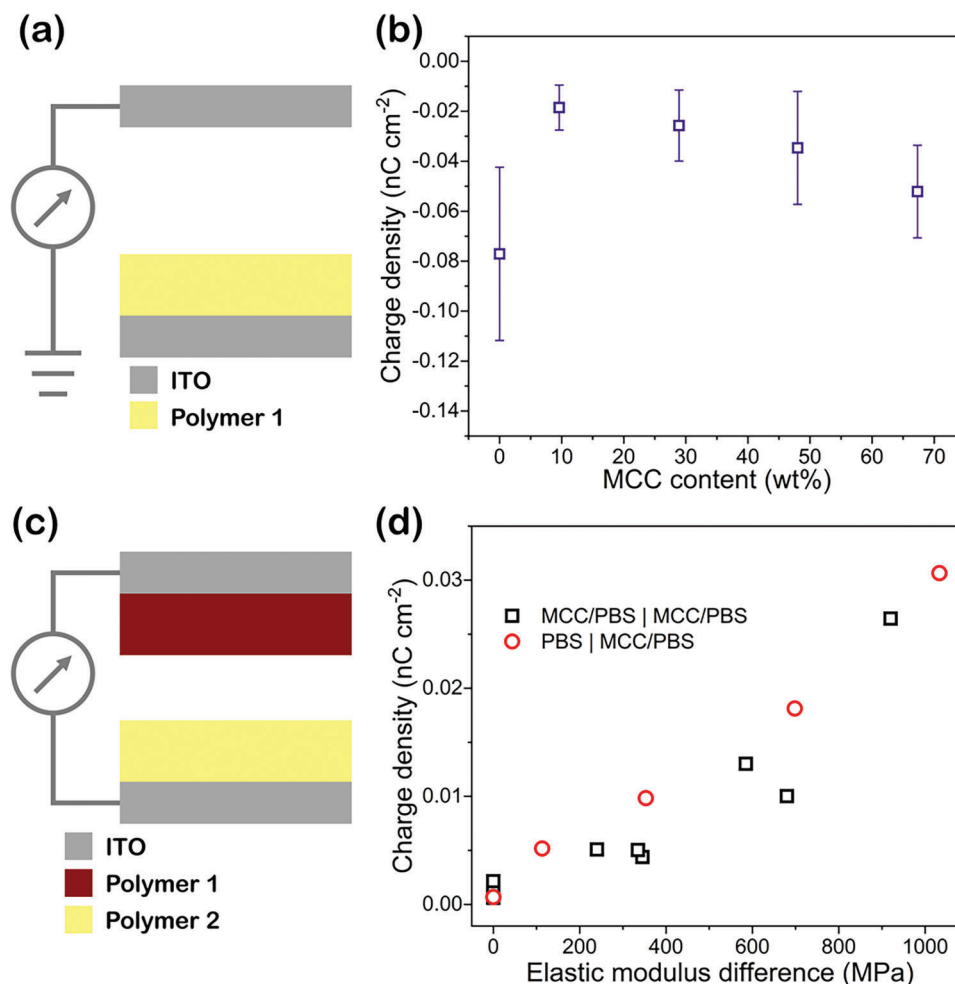 (a)
ITO
Polymer 1
(b)
0.00
-0.02
-0.04
-0.06
-0.08
-0.10
-0.12
-0.14
Charge density (nC cm-2)
0 10 20 30 40 50 60 70
MCC content (wt%)
(c)
ITO
Polymer 1
Polymer 2
(d)
0.03
0.02
0.01
0.00
Charge density (nC cm-2)
MCC/PBS | MCC/PBS
PBS | MCC/PBS
0 200 400 600 800 1000
Elastic modulus difference (MPa)